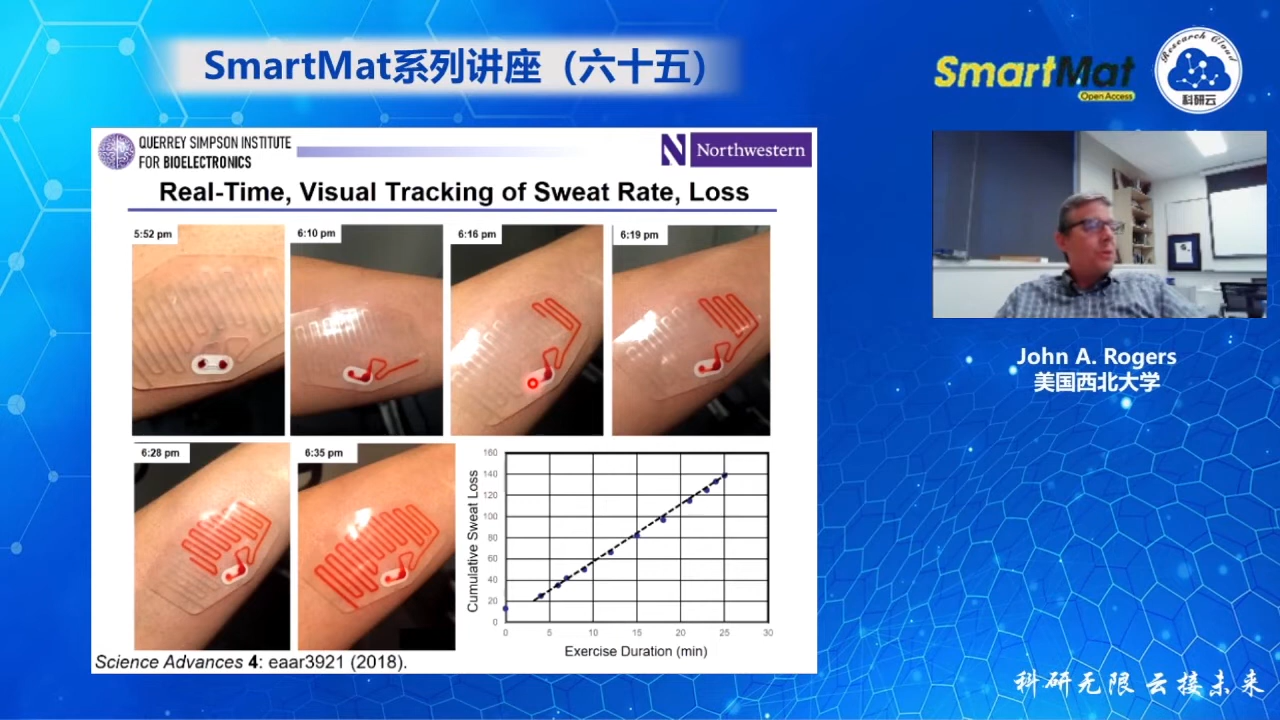 SmartMat系列讲座（六十五）
SmartMat
Open Access
Research Cloud
科研云
QUERREY SIMPSON INSTITUTE
FOR BIOELECTRONICS
N Northwestern
Real-Time, Visual Tracking of Sweat Rate, Loss
5:52 pm
6:10 pm
6:16 pm
6:19 pm
6:28 pm
6:35 pm
Cumulative Sweat Loss
160
140
120
100
80
60
40
20
0
0 5 10 15 20 25 30
Exercise Duration (min)
Science Advances 4: eaar3921 (2018).
John A. Rogers
美国西北大学
科研无限 云接未来